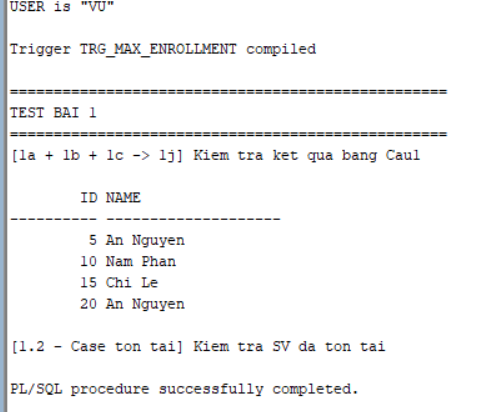 USER is "VU"
Trigger TRG_MAX_ENROLLMENT compiled
==================================================
TEST BAI 1
==================================================
[1a + 1b + 1c -> 1j] Kiem tra ket qua bang Cau1
ID NAME
---------- --------------------
5 An Nguyen
10 Nam Phan
15 Chi Le
20 An Nguyen
[1.2 - Case ton tai] Kiem tra SV da ton tai
PL/SQL procedure successfully completed.